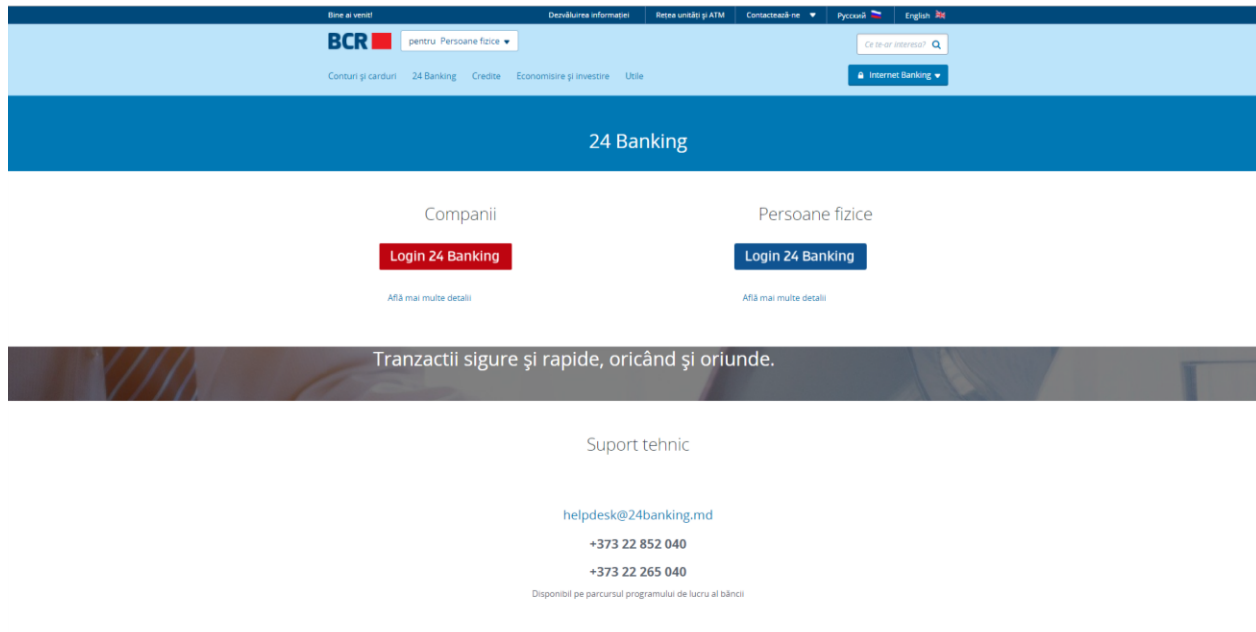 Bine ai venit! Dezvăluirea informației Rețea unități și ATM Contactează-ne Русский English
BCR pentru Persoane fizice Ce te-ar interesa?
Conturi și carduri 24 Banking Credite Economisire și investire Utile Internet Banking
24 Banking
Companii Persoane fizice
Login 24 Banking Login 24 Banking
Află mai multe detalii Află mai multe detalii
Tranzactii sigure și rapide, oricând și oriunde.
Suport tehnic
helpdesk@24banking.md
+373 22 852 040
+373 22 265 040
Disponibil pe parcursul programului de lucru al băncii